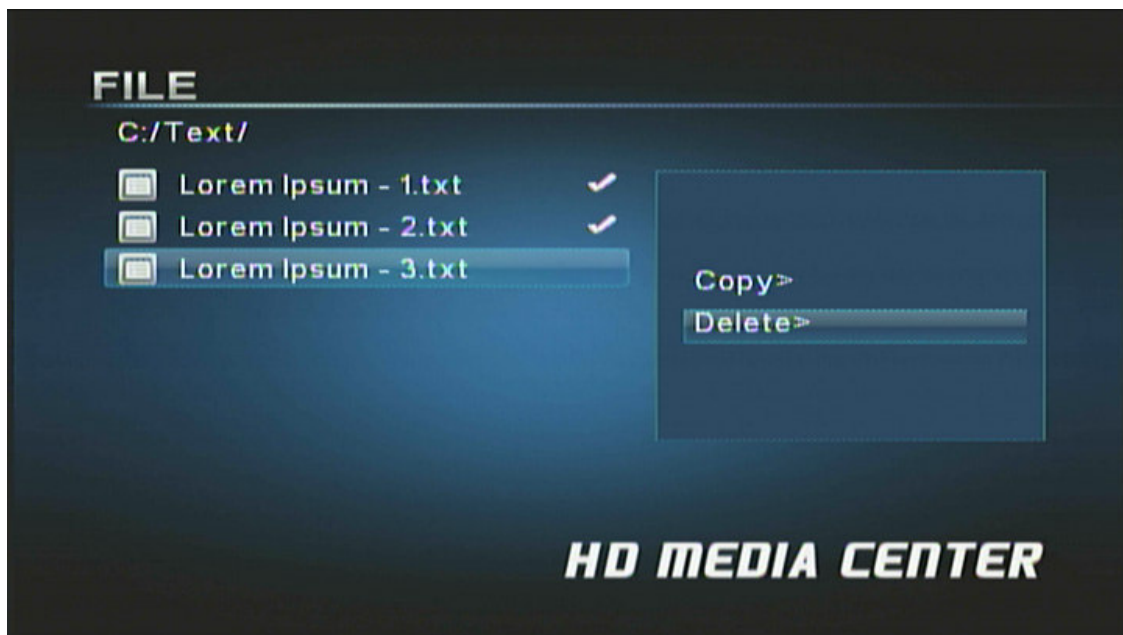 FILE
C:/Text/
Lorem Ipsum - 1.txt
Lorem Ipsum - 2.txt
Lorem Ipsum - 3.txt
Copy>
Delete>
HD MEDIA CENTER